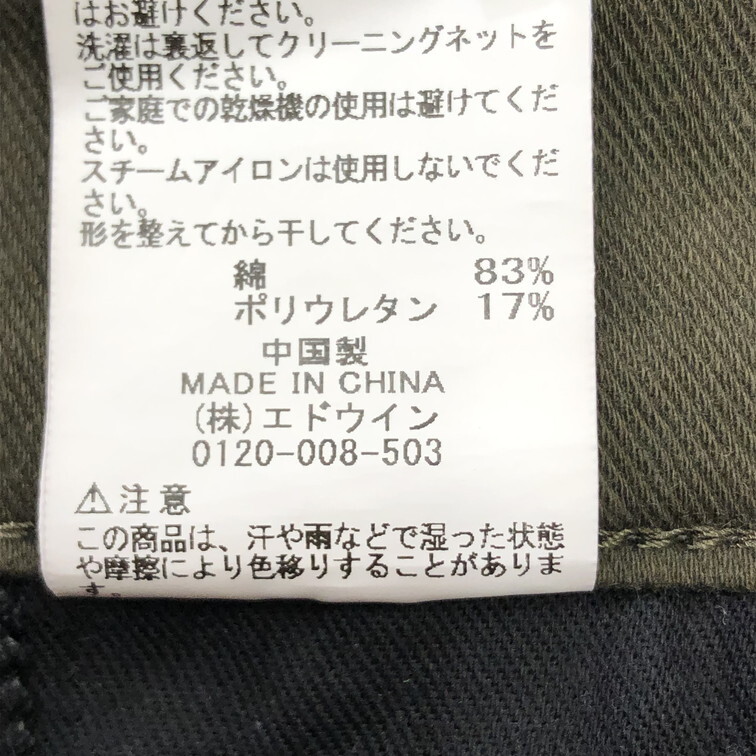 はお避けください。
洗濯は裏返してクリーニングネットを
ご使用ください。
ご家庭での乾燥機の使用は避けてくだ
さい。
スチームアイロンは使用しないでくだ
さい。
形を整えてから干してください。
綿 83%
ポリウレタン 17%
中国製
MADE IN CHINA
(株)エドウイン
0120-008-503
⚠注意
この商品は、汗や雨などで湿った状態
や摩擦により色移りすることがありま
す。